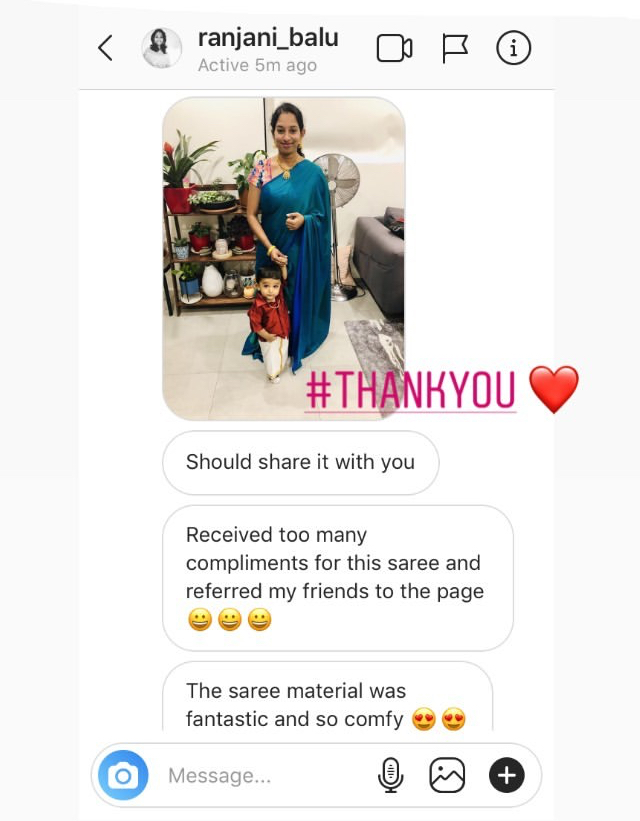 ranjani_balu
Active 5m ago
#THANKYOU
Should share it with you
Received too many
compliments for this saree and
referred my friends to the page
😀😀😀
The saree material was
fantastic and so comfy 😍😍
Message...